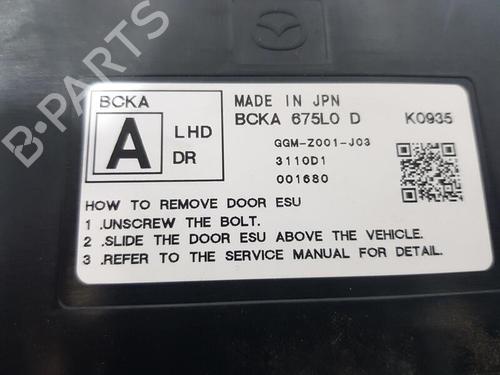 B-PARTS
BCKA
A
LHD
DR
MADE IN JPN
BCKA 675L0 D K0935
GGM-Z001-J03
3110D1
001680
HOW TO REMOVE DOOR ESU
1 .UNSCREW THE BOLT.
2 .SLIDE THE DOOR ESU ABOVE THE VEHICLE.
3 .REFER TO THE SERVICE MANUAL FOR DETAIL.